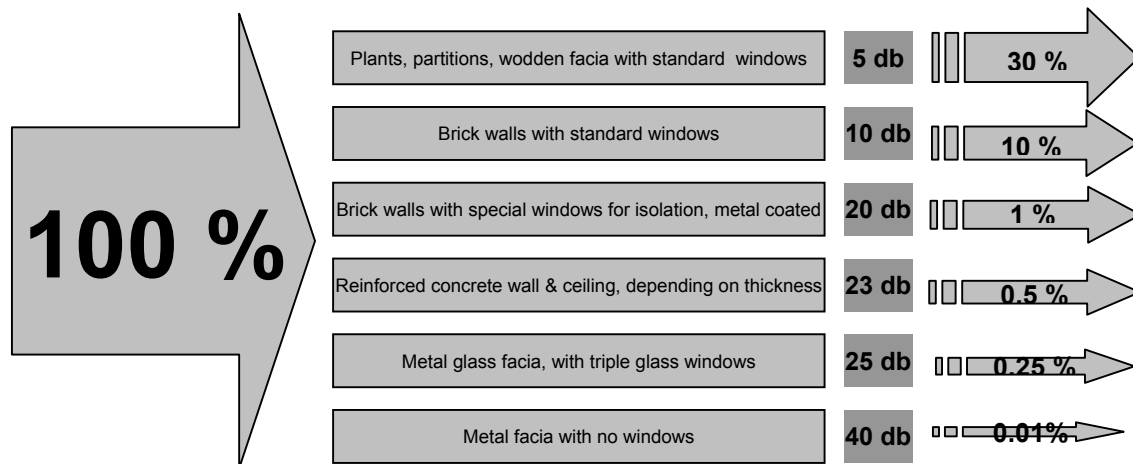 Plants, partitions, wodden facia with standard windows 5 db 30 %
Brick walls with standard windows 10 db 10 %
Brick walls with special windows for isolation, metal coated 20 db 1 %
100 %
Reinforced concrete wall & ceiling, depending on thickness 23 db 0.5 %
Metal glass facia, with triple glass windows 25 db 0.25 %
Metal facia with no windows 40 db 0.01%